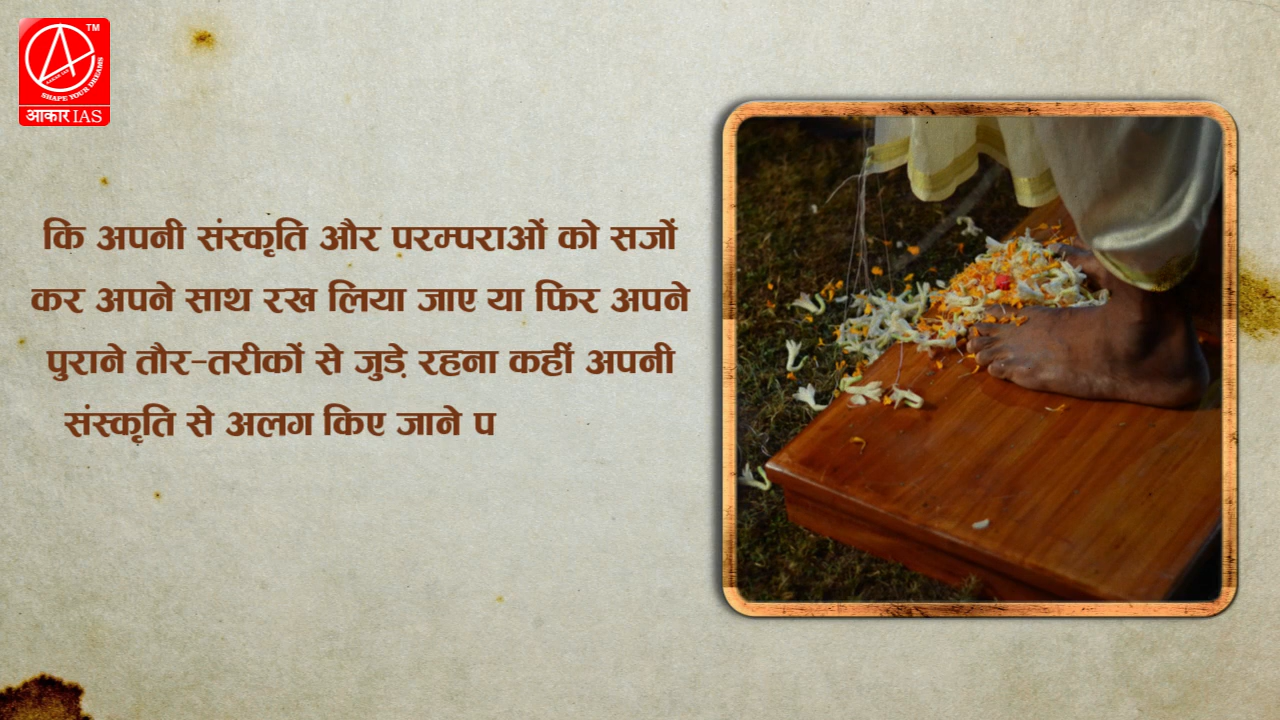 TM
SHAPE YOUR DREAMS
आकार IAS
कि अपनी संस्कृति और परम्पराओं को सजों
कर अपने साथ रख लिया जाए या फिर अपने
पुराने तौर-तरीकों से जुड़े रहना कहीं अपनी
संस्कृति से अलग किए जाने प